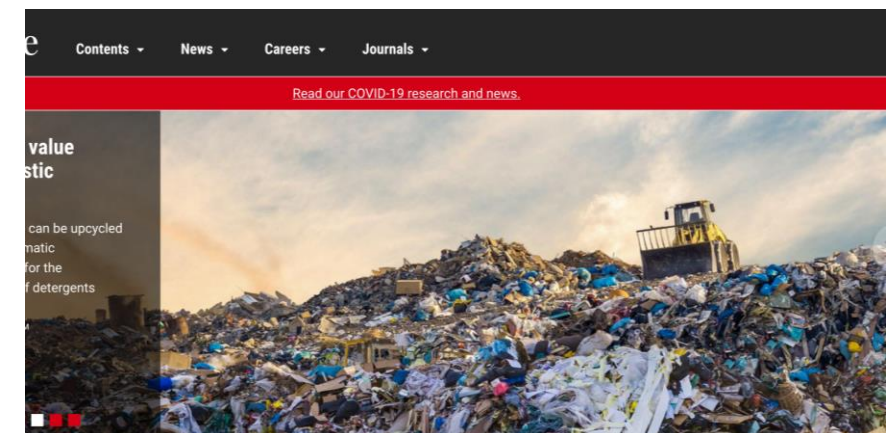 e Contents News Careers Journals
Read our COVID-19 research and news.
value
stic
can be upcycled
matic
for the
f detergents
M